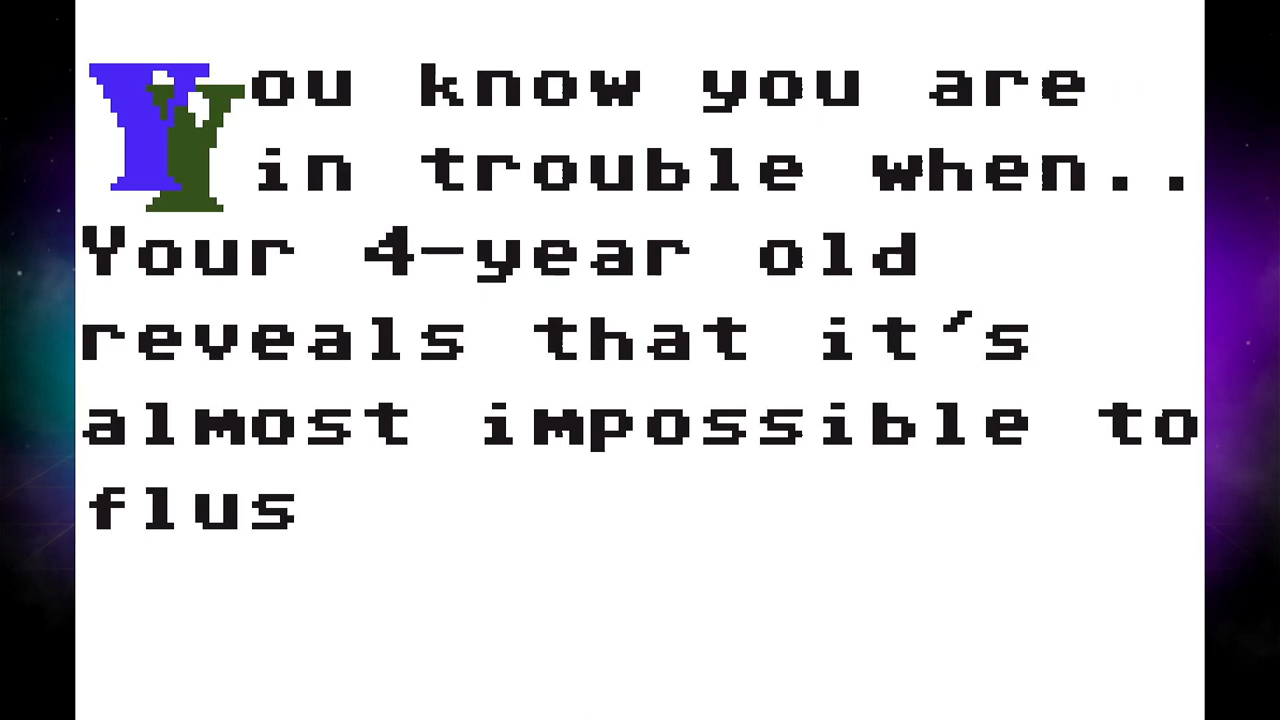 You know you are
in trouble when..
Your 4-year old
reveals that it's
almost impossible to
flus